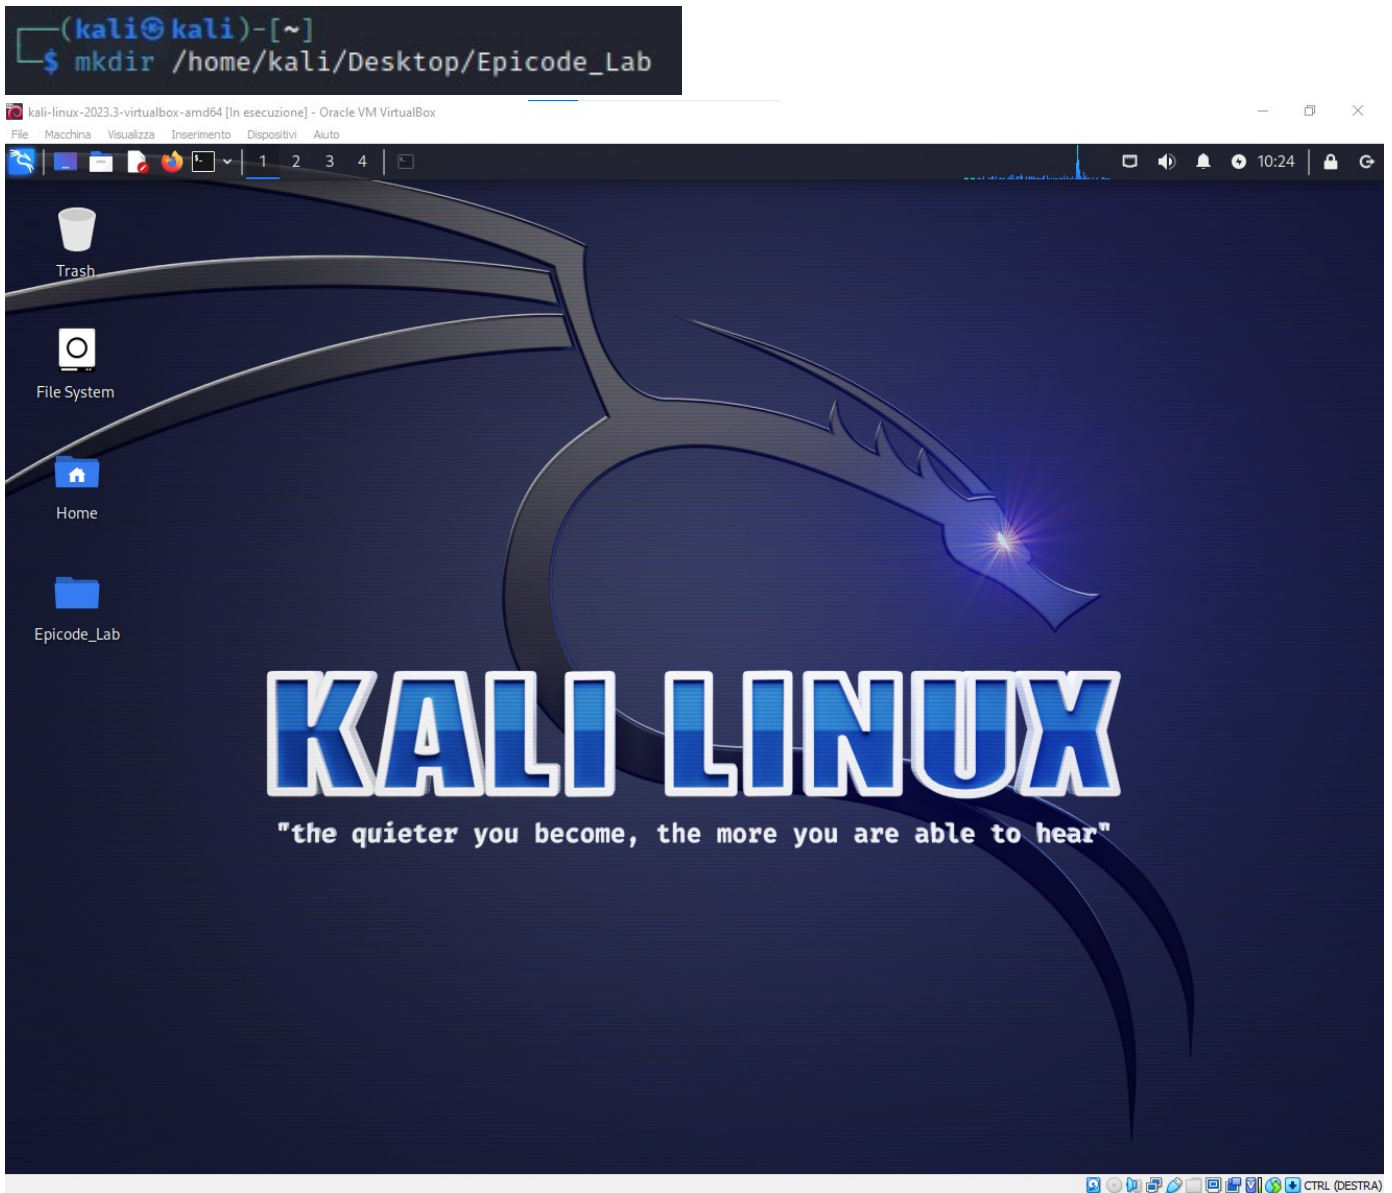 (kali㉿kali)-[~]
$ mkdir /home/kali/Desktop/Epicode_Lab
kali-linux-2023.3-virtualbox-amd64 [In esecuzione] - Oracle VM VirtualBox
File Macchina Visualizza Inserimento Dispositivi Aiuto
1 2 3 4 10:24
Trash
File System
Home
Epicode_Lab
KALI LINUX
"the quieter you become, the more you are able to hear"
CTRL (DESTRA)